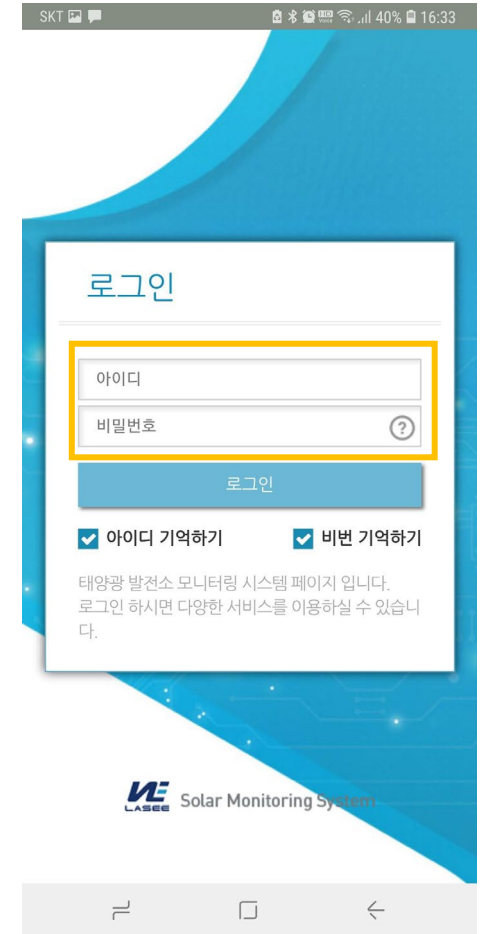 SKT 40% 16:33
로그인
아이디
비밀번호 ?
로그인
아이디 기억하기 비번 기억하기
태양광 발전소 모니터링 시스템 페이지 입니다.
로그인 하시면 다양한 서비스를 이용하실 수 있습니
다.
LASEE Solar Monitoring System